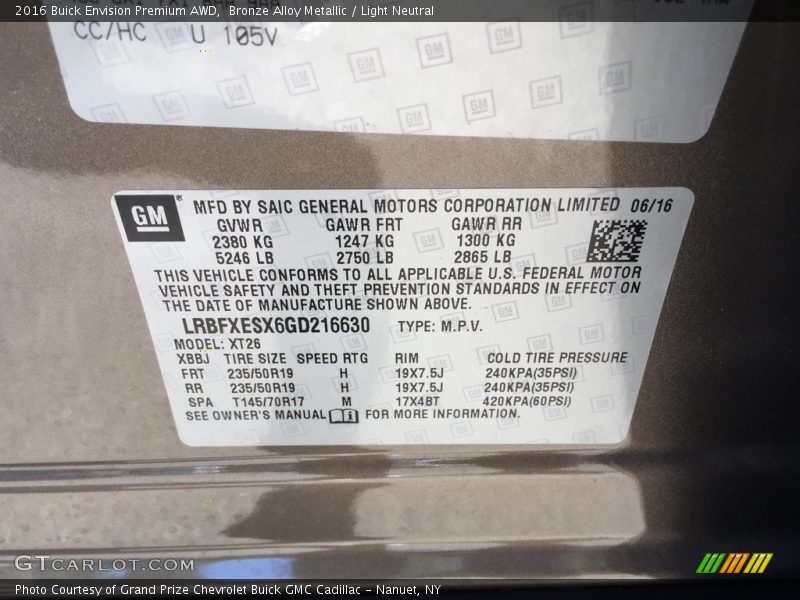 2016 Buick Envision Premium AWD,  Bronze Alloy Metallic / Light Neutral
CC/HC U 105V
GM
MFD BY SAIC GENERAL MOTORS CORPORATION LIMITED 06/16
GVWR GAWR FRT GAWR RR
2380 KG 1247 KG 1300 KG
5246 LB 2750 LB 2865 LB
THIS VEHICLE CONFORMS TO ALL APPLICABLE U.S. FEDERAL MOTOR
VEHICLE SAFETY AND THEFT PREVENTION STANDARDS IN EFFECT ON
THE DATE OF MANUFACTURE SHOWN ABOVE.
LRBFXESX6GD216630 TYPE: M.P.V.
MODEL: XT26
XBBJ TIRE SIZE SPEED RTG RIM COLD TIRE PRESSURE
FRT 235/50R19 H 19X7.5J 240KPA(35PSI)
RR 235/50R19 H 19X7.5J 240KPA(35PSI)
SPA T145/70R17 M 17X4BT 420KPA(60PSI)
SEE OWNER'S MANUAL FOR MORE INFORMATION.
GTCARLOT.COM
Photo Courtesy of Grand Prize Chevrolet Buick GMC Cadillac - Nanuet, NY